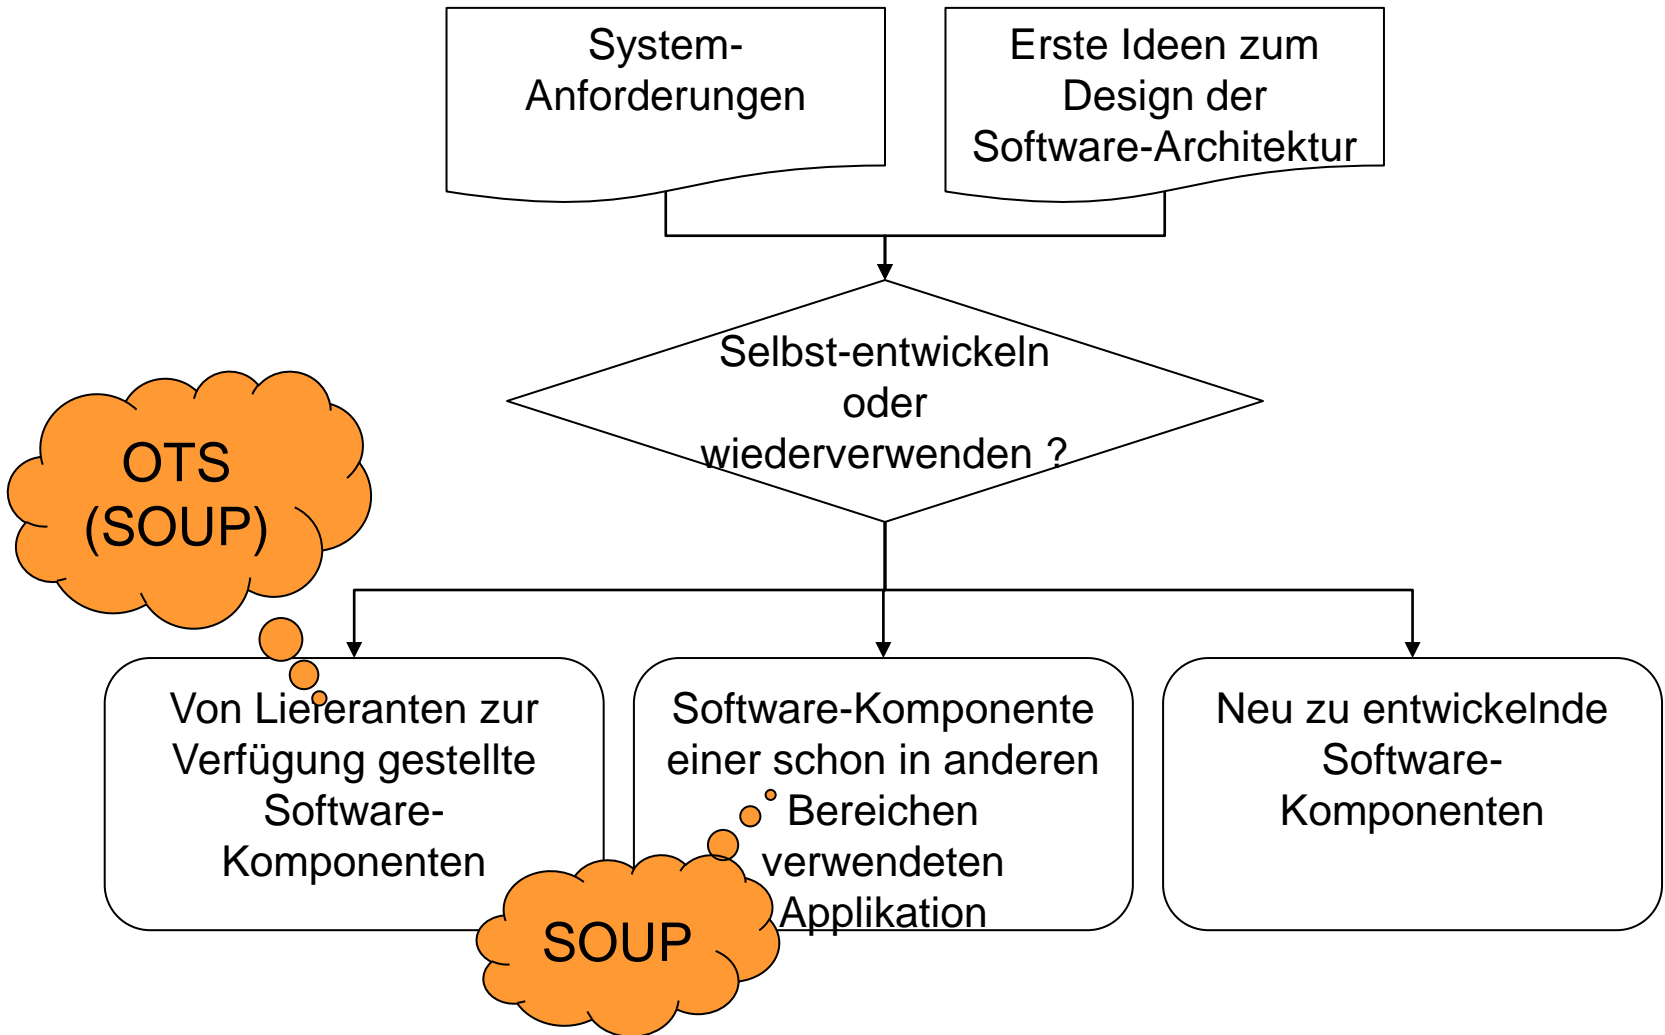 System-
Anforderungen
Erste Ideen zum
Design der
Software-Architektur
Selbst-entwickeln
oder
wiederverwenden ?
OTS
(SOUP)
Von Lieferanten zur
Verfügung gestellte
Software-
Komponenten
Software-Komponente
einer schon in anderen
Bereichen
verwendeten
Applikation
Neu zu entwickelnde
Software-
Komponenten
SOUP